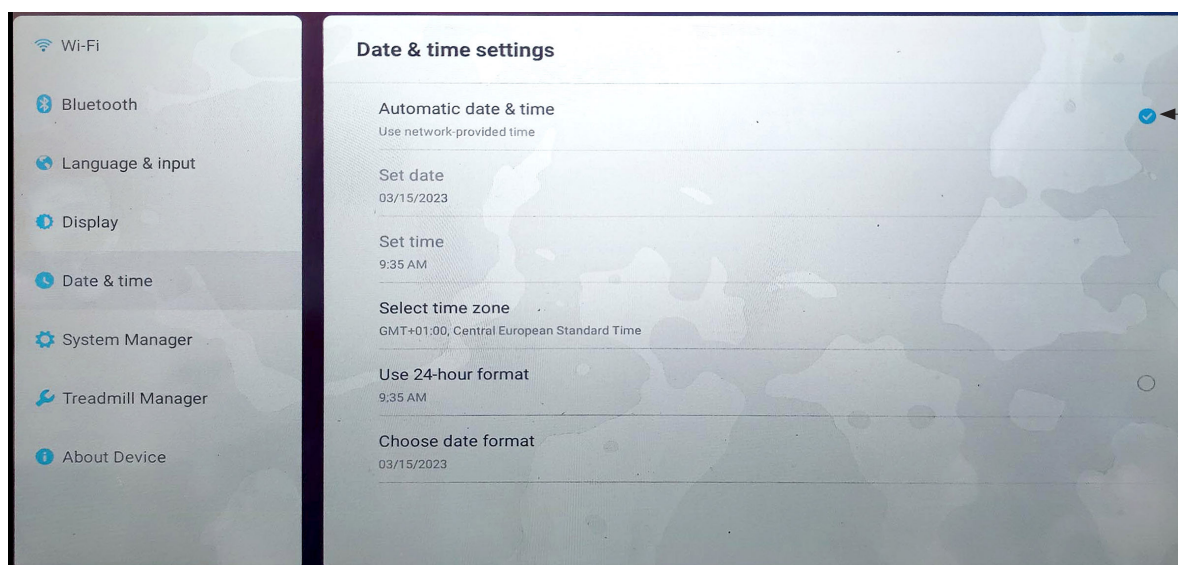 Wi-Fi
Bluetooth
Language & input
Display
Date & time
System Manager
Treadmill Manager
About Device
Date & time settings
Automatic date & time
Use network-provided time
Set date
03/15/2023
Set time
9:35 AM
Select time zone
GMT+01:00, Central European Standard Time
Use 24-hour format
9:35 AM
Choose date format
03/15/2023